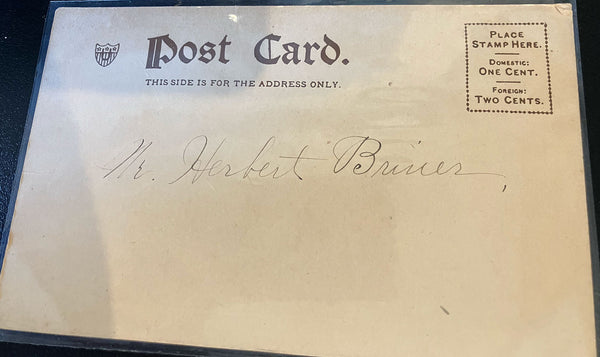 Post Card.
THIS SIDE IS FOR THE ADDRESS ONLY.
PLACE
STAMP HERE.
DOMESTIC:
ONE CENT.
FOREIGN:
TWO CENTS.
Mr. Herbert Briner,